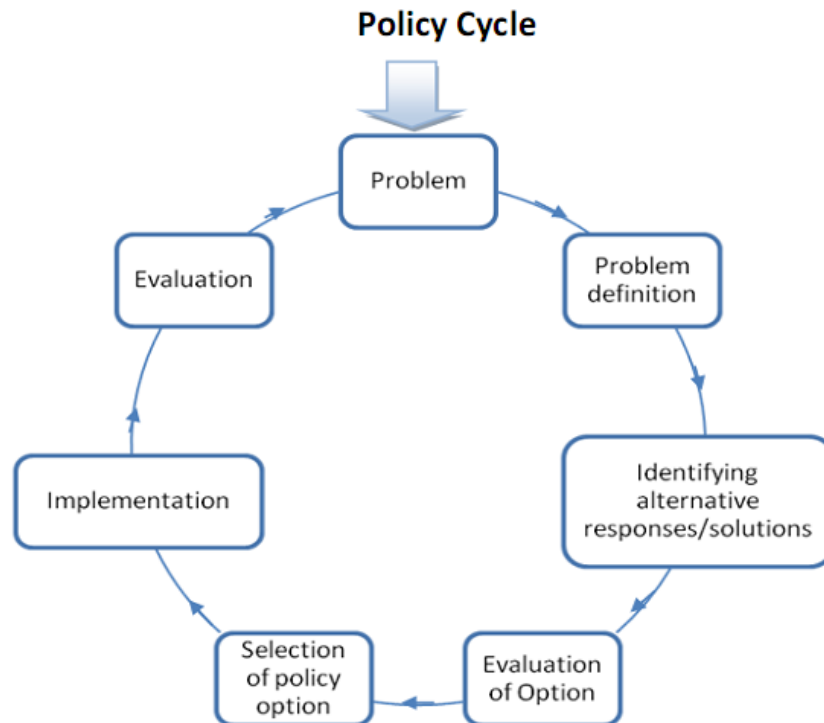 Policy Cycle
Problem
Problem
definition
Identifying
alternative
responses/solutions
Evaluation
of Option
Selection
of policy
option
Implementation
Evaluation